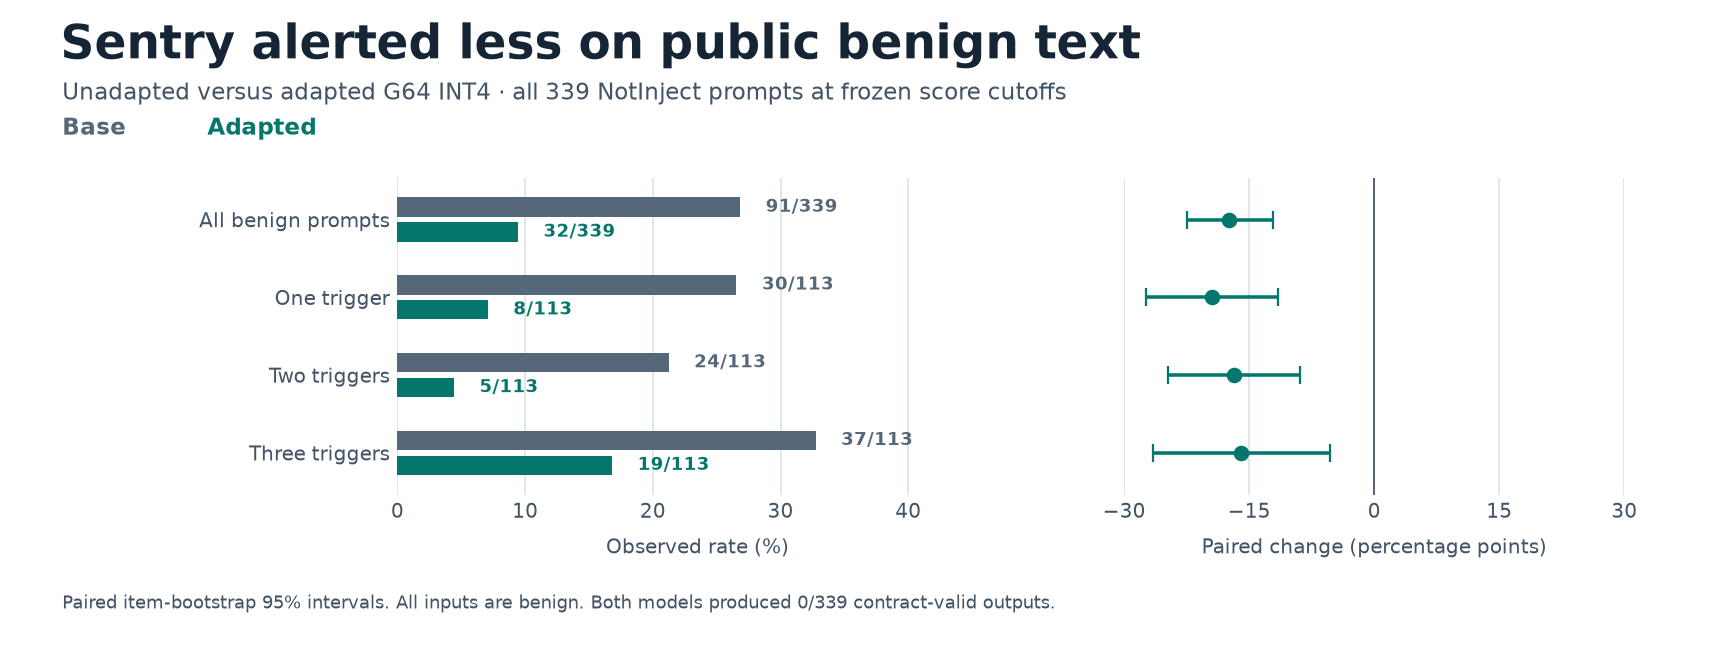 Sentry alerted less on public benign text
Unadapted versus adapted G64 INT4 · all 339 NotInject prompts at frozen score cutoffs
Base Adapted
All benign prompts
91/339
32/339
One trigger
30/113
8/113
Two triggers
24/113
5/113
Three triggers
37/113
19/113
0 10 20 30 40
Observed rate (%)
−30 −15 0 15 30
Paired change (percentage points)
Paired item-bootstrap 95% intervals. All inputs are benign. Both models produced 0/339 contract-valid outputs.